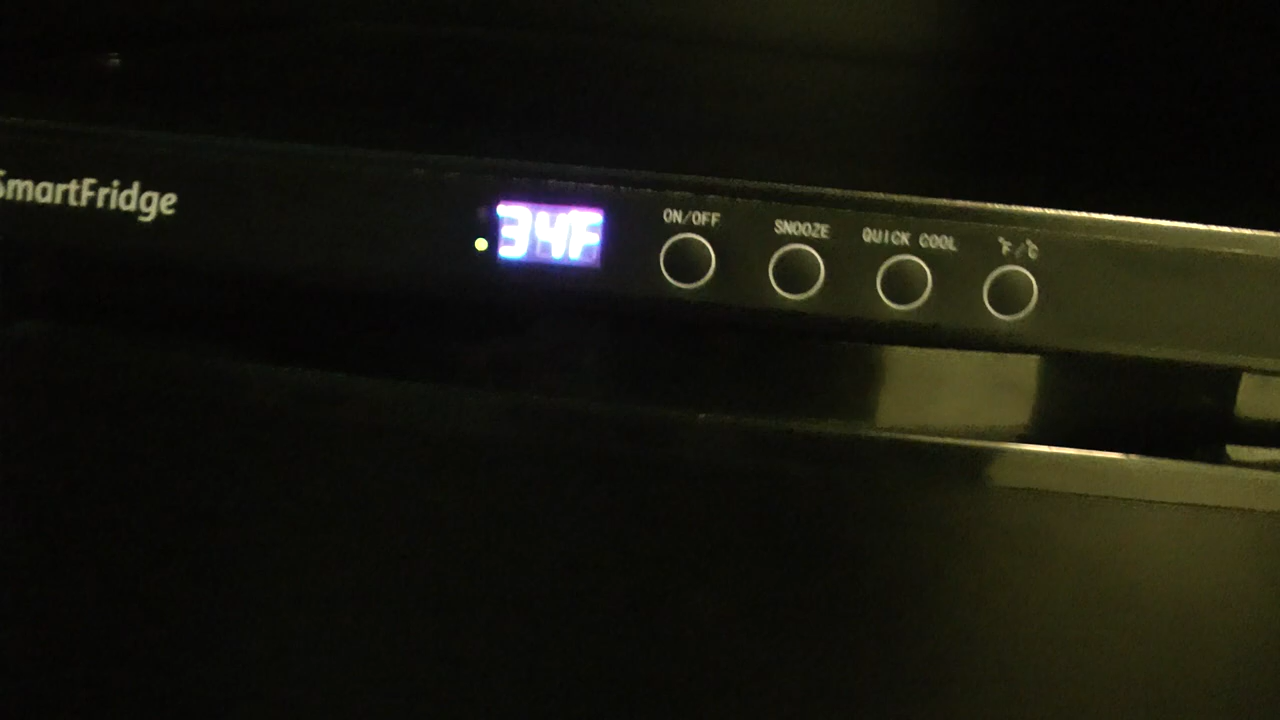 SmartFridge
34F
ON/OFF
SNOOZE
QUICK COOL
°F/°C